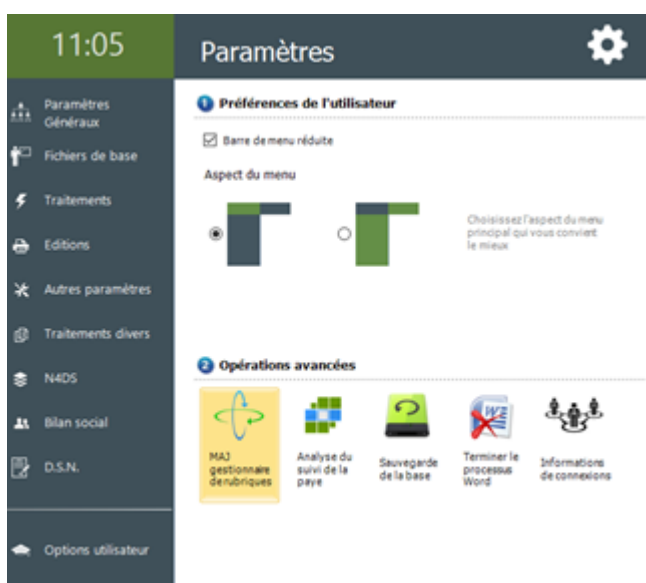 11:05
Paramètres
Paramètres
Généraux
Fichiers de base
Traitements
Editions
Autres paramètres
Traitements divers
N4DS
Bilan social
D.S.N.
Options utilisateur
1 Préférences de l'utilisateur
Barre de menu réduite
Aspect du menu
Choisissez l'aspect du menu
principal qui vous convient
le mieux
2 Opérations avancées
MAJ
gestionnaire
de rubriques
Analyse du
suivi de la
paye
Sauvegarde
de la base
Terminer le
processus
Word
Informations
de connexions